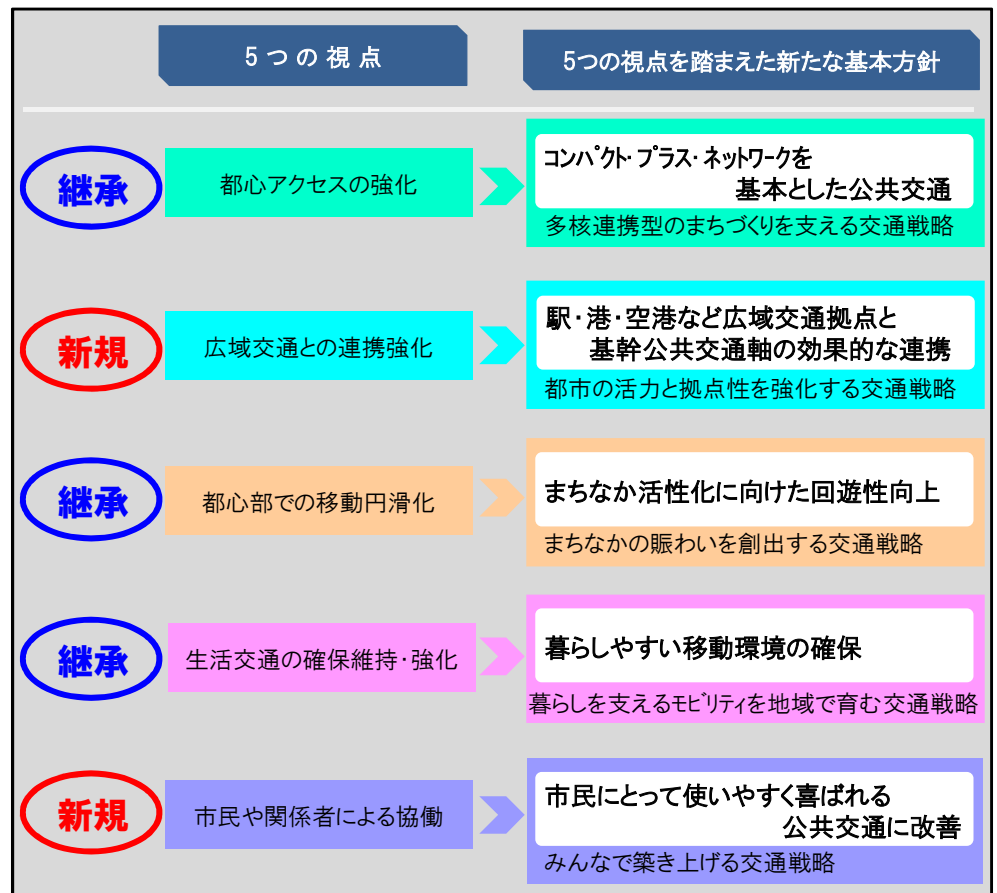 5つの視点
5つの視点を踏まえた新たな基本方針
継承
都心アクセスの強化
コンパクト・プラス・ネットワークを
基本とした公共交通
多核連携型のまちづくりを支える交通戦略
新規
広域交通との連携強化
駅・港・空港など広域交通拠点と
基幹公共交通軸の効果的な連携
都市の活力と拠点性を強化する交通戦略
継承
都心部での移動円滑化
まちなか活性化に向けた回遊性向上
まちなかの賑わいを創出する交通戦略
継承
生活交通の確保維持・強化
暮らしやすい移動環境の確保
暮らしを支えるモビリティを地域で育む交通戦略
新規
市民や関係者による協働
市民にとって使いやすく喜ばれる
公共交通に改善
みんなで築き上げる交通戦略